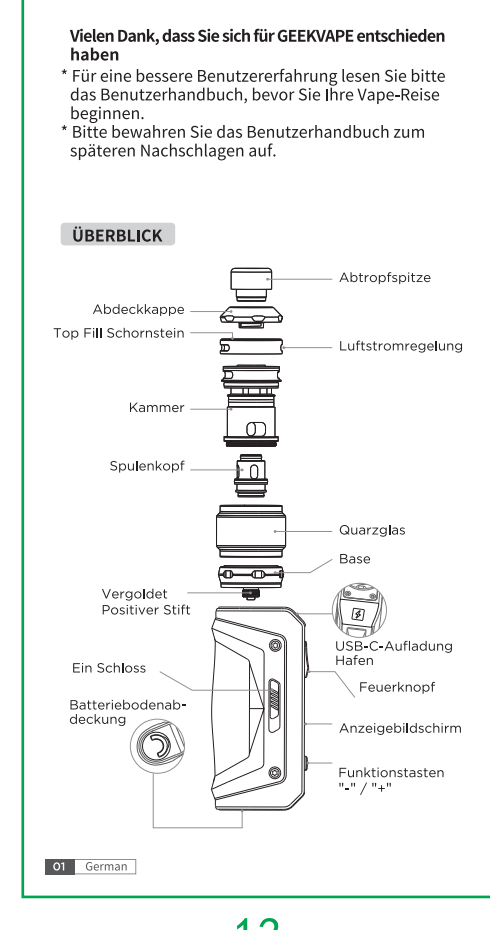 Vielen Dank, dass Sie sich für GEEKVAPE entschieden
haben
* Für eine bessere Benutzererfahrung lesen Sie bitte
das Benutzerhandbuch, bevor Sie Ihre Vape-Reise
beginnen.
* Bitte bewahren Sie das Benutzerhandbuch zum
späteren Nachschlagen auf.
ÜBERBLICK
Abtropfspitze
Abdeckkappe
Top Fill Schornstein
Luftstromregelung
Kammer
Spulenkopf
Quarzglas
Base
Vergoldet
Positiver Stift
USB-C-Aufladung
Hafen
Ein Schloss
Feuerknopf
Batteriebodenab-
deckung
Anzeigebildschirm
Funktionstasten
"-" / "+"
01 German